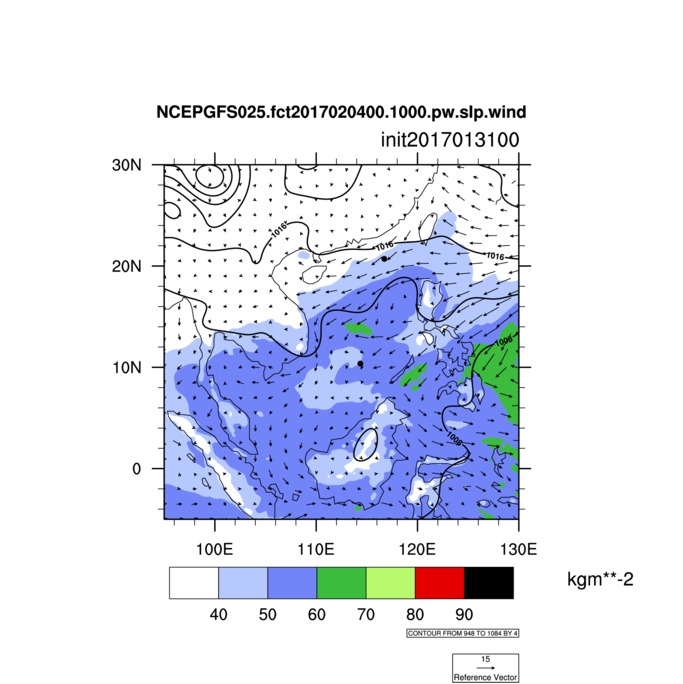 NCEPGFS025.fct2017020400.1000.pw.slp.wind
init2017013100
30N
1016
1016
1016
20N
1008
10N
1008
0
100E 110E 120E 130E
kgm**-2
40 50 60 70 80 90
CONTOUR FROM 948 TO 1084 BY 4
15
Reference Vector